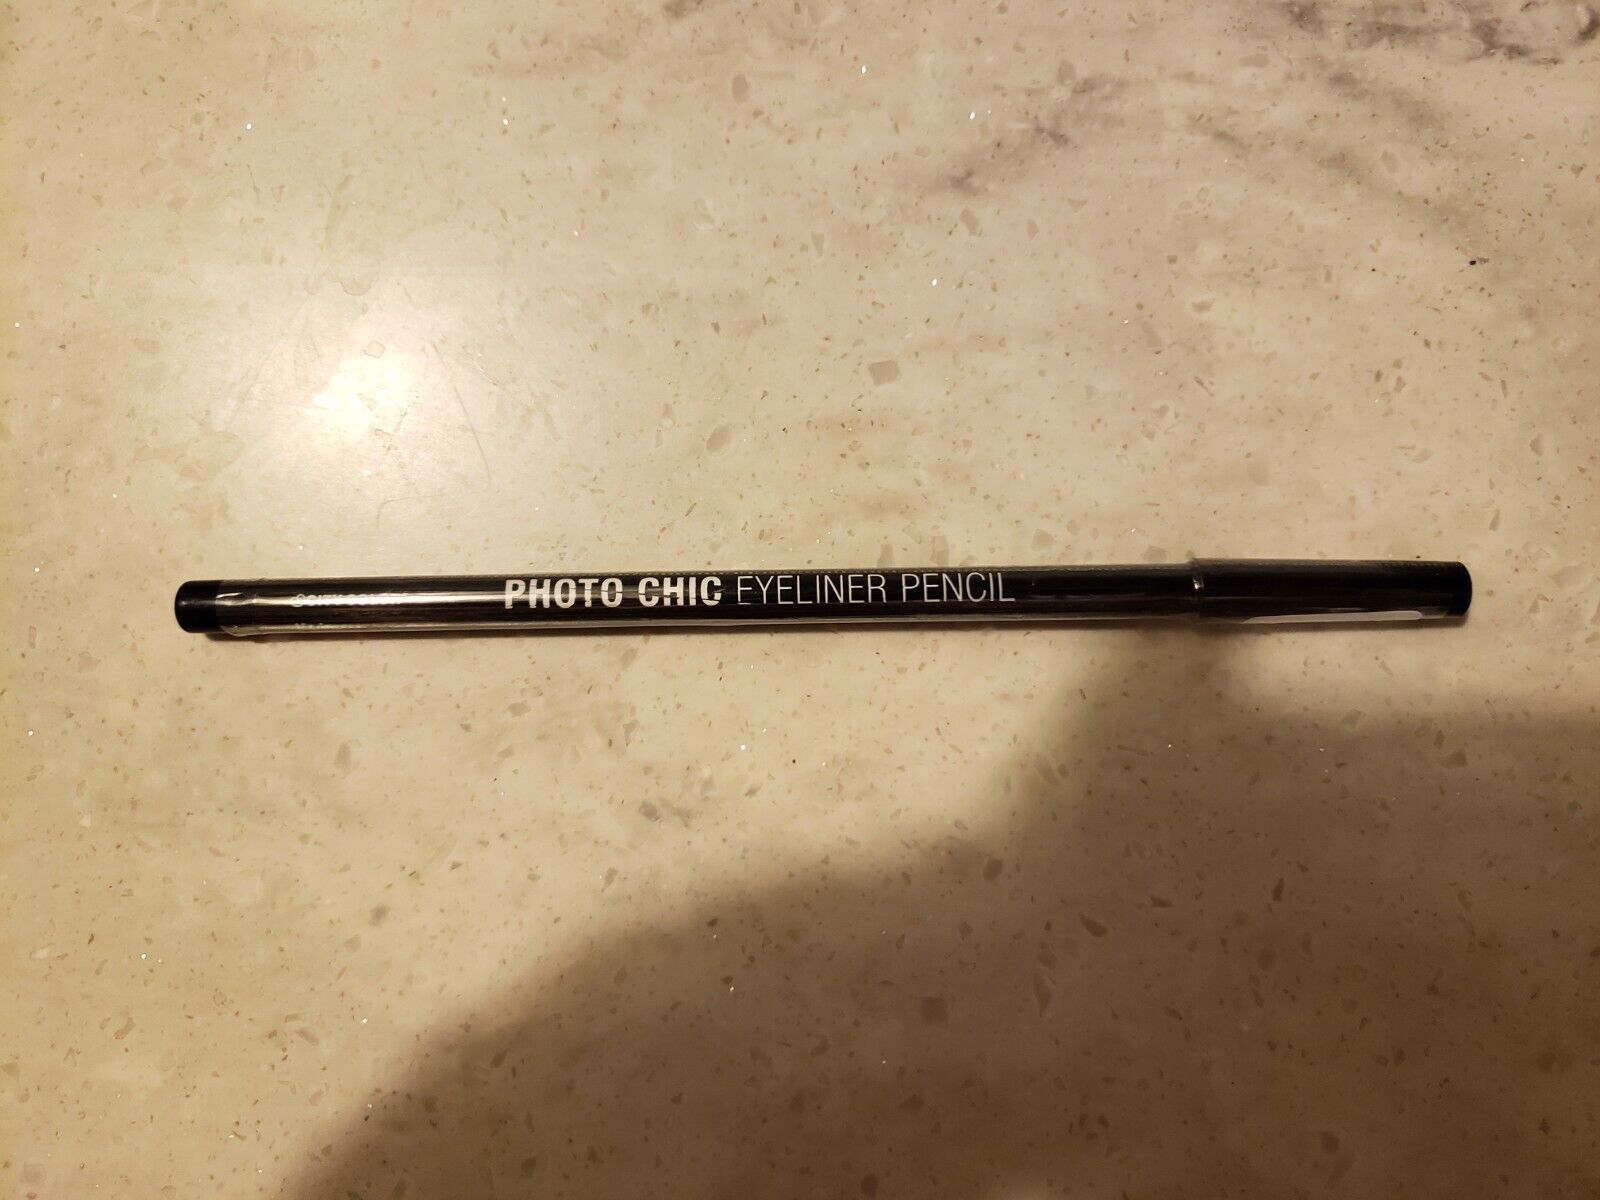 PHOTO CHIC EYELINER PENCIL